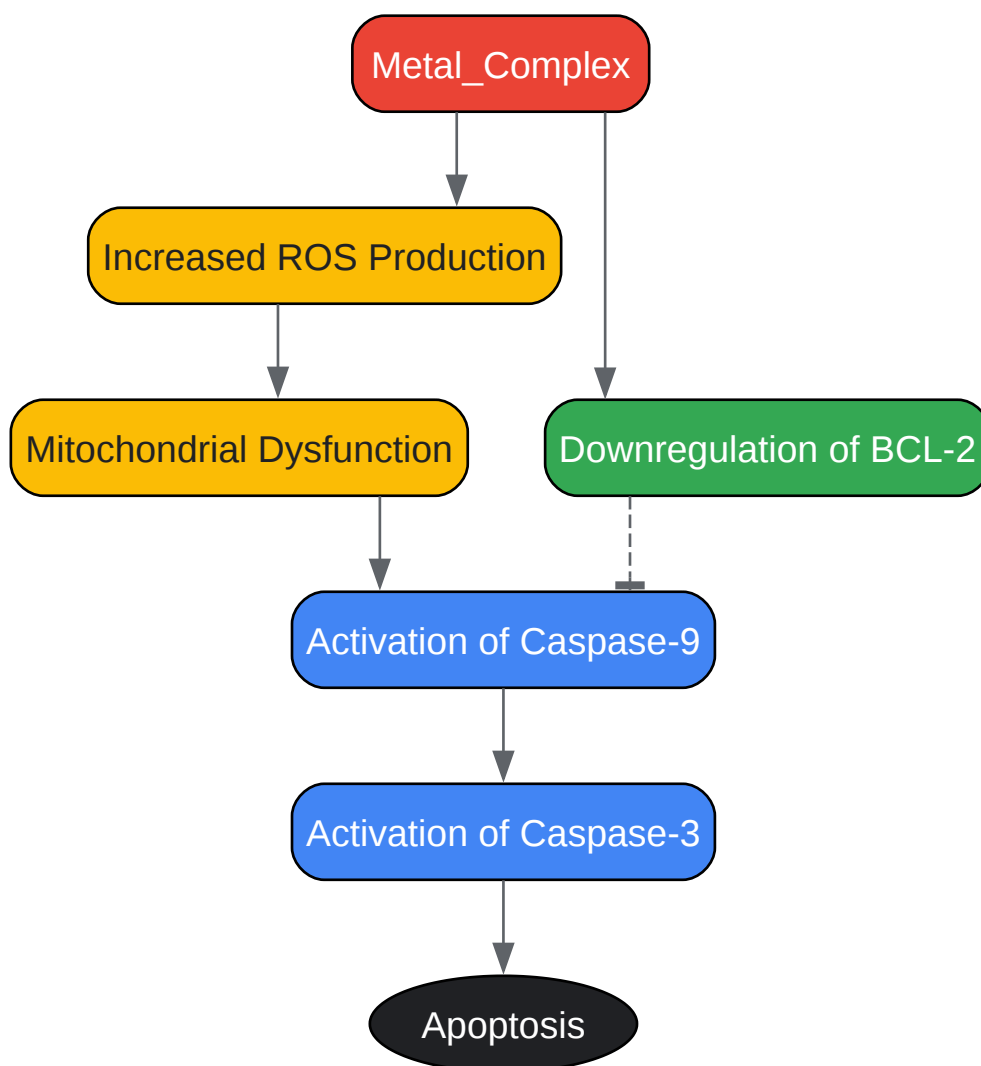 Metal_Complex
Increased ROS Production
Mitochondrial Dysfunction
Downregulation of BCL-2
Activation of Caspase-9
Activation of Caspase-3
Apoptosis